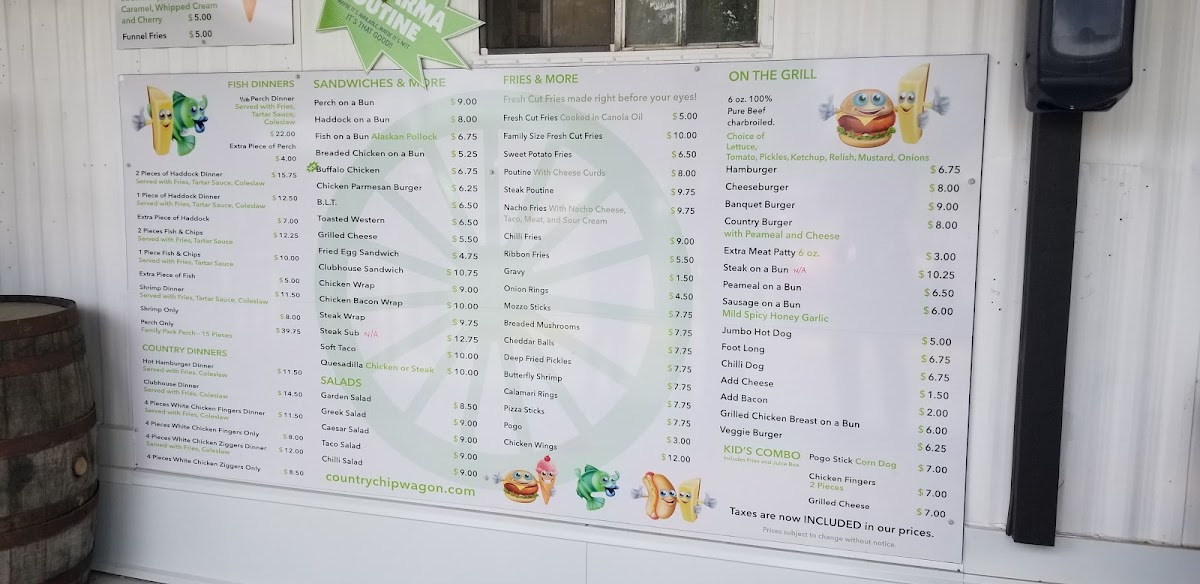 Caramel, Whipped Cream
and Cherry $5.00
Funnel Fries $5.00
OUTINE
IT'S THAT GOOD!!
FISH DINNERS
Perch Dinner
Served with Fries,
Tartar Sauce,
Coleslaw
$22.00
Extra Piece of Perch
$4.00
2 Pieces of Haddock Dinner $15.75
Served with Fries, Tartar Sauce, Coleslaw
1 Piece of Haddock Dinner $12.50
Served with Fries, Tartar Sauce, Coleslaw
Extra Piece of Haddock $7.00
2 Pieces Fish & Chips $12.25
Served with Fries, Tartar Sauce
1 Piece Fish & Chips $10.00
Served with Fries, Tartar Sauce
Extra Piece of Fish $5.00
Shrimp Dinner $11.50
Served with Fries, Tartar Sauce, Coleslaw
Shrimp Only $8.00
Perch Only $39.75
Family Pack Perch - 15 Pieces
COUNTRY DINNERS
Hot Hamburger Dinner $11.50
Served with Fries, Coleslaw
Clubhouse Dinner $14.50
Served with Fries, Coleslaw
4 Pieces White Chicken Fingers Dinner $11.50
Served with Fries, Coleslaw
4 Pieces White Chicken Fingers Only $8.00
4 Pieces White Chicken Ziggers Dinner $12.00
Served with Fries, Coleslaw
4 Pieces White Chicken Ziggers Only $8.50
SANDWICHES & MORE
Perch on a Bun $9.00
Haddock on a Bun $8.00
Fish on a Bun Alaskan Pollock $6.75
Breaded Chicken on a Bun $5.25
Buffalo Chicken $6.75
Chicken Parmesan Burger $6.25
B.L.T. $6.50
Toasted Western $6.50
Grilled Cheese $5.50
Fried Egg Sandwich $4.75
Clubhouse Sandwich $10.75
Chicken Wrap $9.00
Chicken Bacon Wrap $10.00
Steak Wrap $9.75
Steak Sub N/A $12.75
Soft Taco $10.00
Quesadilla Chicken or Steak $10.00
SALADS
Garden Salad $8.50
Greek Salad $9.00
Caesar Salad $9.00
Taco Salad $9.00
Chilli Salad $9.00
countrychipwagon.com
FRIES & MORE
Fresh Cut Fries made right before your eyes!
Fresh Cut Fries Cooked in Canola Oil $5.00
Family Size Fresh Cut Fries $10.00
Sweet Potato Fries $6.50
Poutine With Cheese Curds $8.00
Steak Poutine $9.75
Nacho Fries With Nacho Cheese, $9.75
Taco, Meat, and Sour Cream
Chilli Fries $9.00
Ribbon Fries $5.50
Gravy $1.50
Onion Rings $4.50
Mozzo Sticks $7.75
Breaded Mushrooms $7.75
Cheddar Balls $7.75
Deep Fried Pickles $7.75
Butterfly Shrimp $7.75
Calamari Rings $7.75
Pizza Sticks $7.75
Pogo $3.00
Chicken Wings $12.00
ON THE GRILL
6 oz. 100%
Pure Beef
charbroiled.
Choice of
Lettuce,
Tomato, Pickles, Ketchup, Relish, Mustard, Onions
Hamburger $6.75
Cheeseburger $8.00
Banquet Burger $9.00
Country Burger $8.00
with Peameal and Cheese
Extra Meat Patty 6 oz. $3.00
Steak on a Bun N/A $10.25
Peameal on a Bun $6.50
Sausage on a Bun $6.00
Mild Spicy Honey Garlic
Jumbo Hot Dog $5.00
Foot Long $6.75
Chilli Dog $6.75
Add Cheese $1.50
Add Bacon $2.00
Grilled Chicken Breast on a Bun $6.00
Veggie Burger $6.25
KID'S COMBO Pogo Stick Corn Dog $7.00
Includes Fries and Juice Box
Chicken Fingers $7.00
2 Pieces
Grilled Cheese $7.00
Taxes are now INCLUDED in our prices.
Prices subject to change without notice.